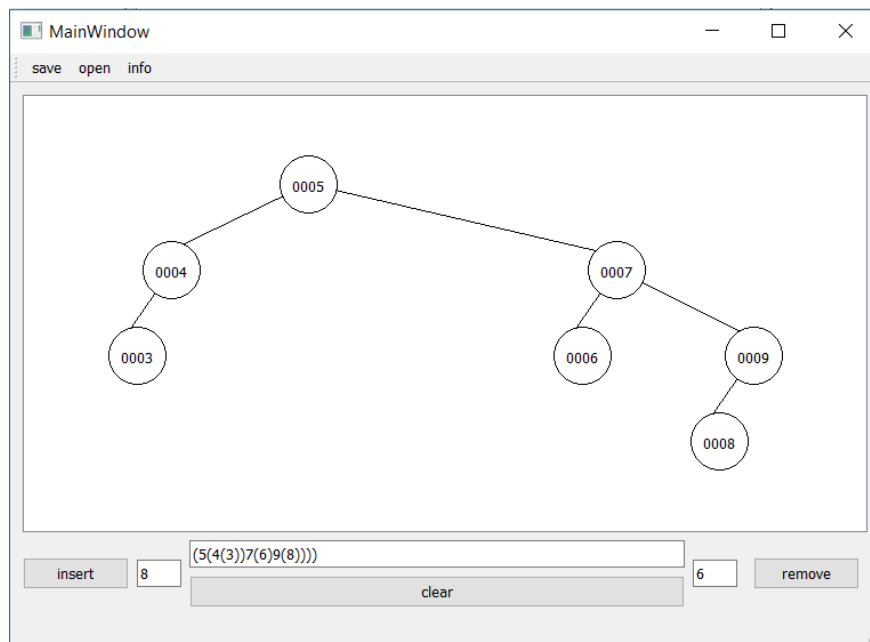 MainWindow
save open info
0005
0004 0007
0003 0006 0009
0008
(5(4(3))7(6)9(8))))
insert 8 6 remove
clear